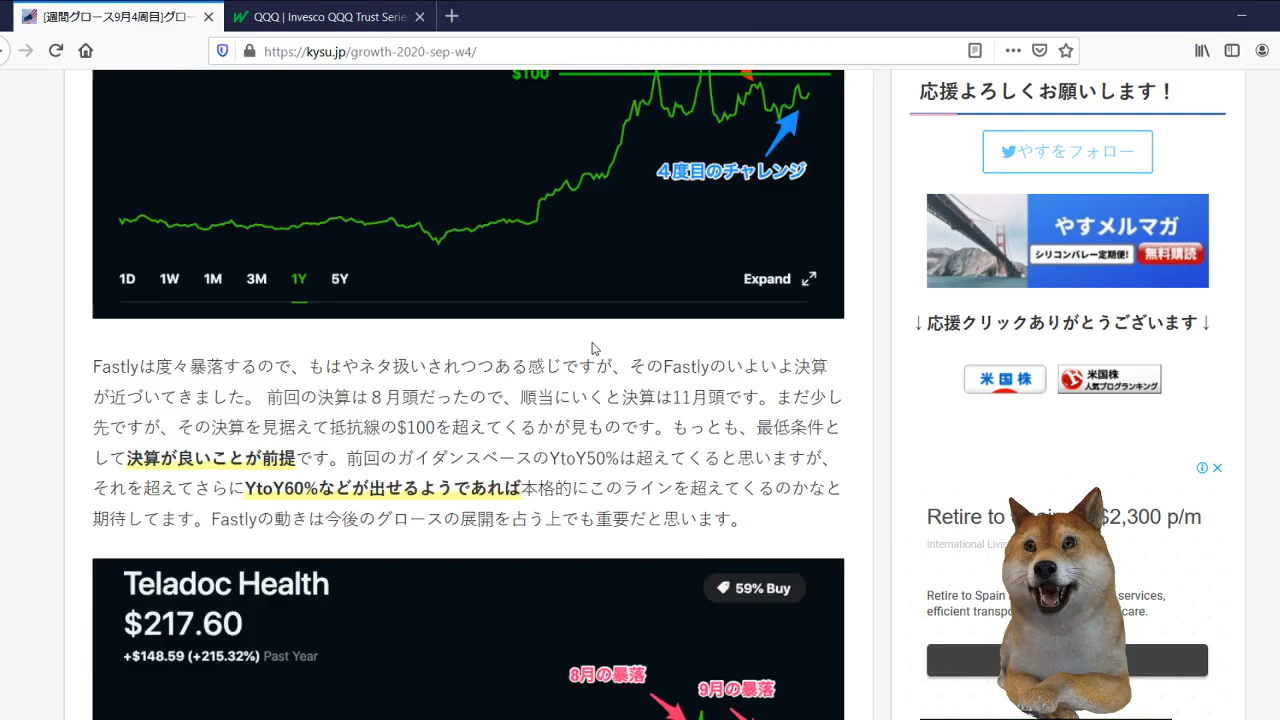 [週間グロース9月4周目]グロー
QQQ | Invesco QQQ Trust Serie
https://kysu.jp/growth-2020-sep-w4/
$100
4度目のチャレンジ
1D 1W 1M 3M 1Y 5Y
Expand
Fastlyは度々暴落するので、もはやネタ扱いされつつある感じですが、そのFastlyのいよいよ決算
が近づいてきました。 前回の決算は８月頭だったので、順当にいくと決算は11月頭です。まだ少し
先ですが、その決算を見据えて抵抗線の$100を超えてくるかが見ものです。もっとも、最低条件と
して決算が良いことが前提です。前回のガイダンスベースのYtoY50%は超えてくると思いますが、
それを超えてさらにYtoY60%などが出せるようであれば本格的にこのラインを超えてくるのかなと
期待してます。Fastlyの動きは今後のグロースの展開を占う上でも重要だと思います。
Teladoc Health
59% Buy
$217.60
+$148.59 (+215.32%) Past Year
8月の暴落
9月の暴落
応援よろしくお願いします！
やすをフォロー
やすメルマガ
シリコンバレー定期便!
無料購読
↓応援クリックありがとうございます↓
米国株
米国株
人気ブログランキング
Retire to $2,300 p/m
International
Retire to Spain services,
efficient care.